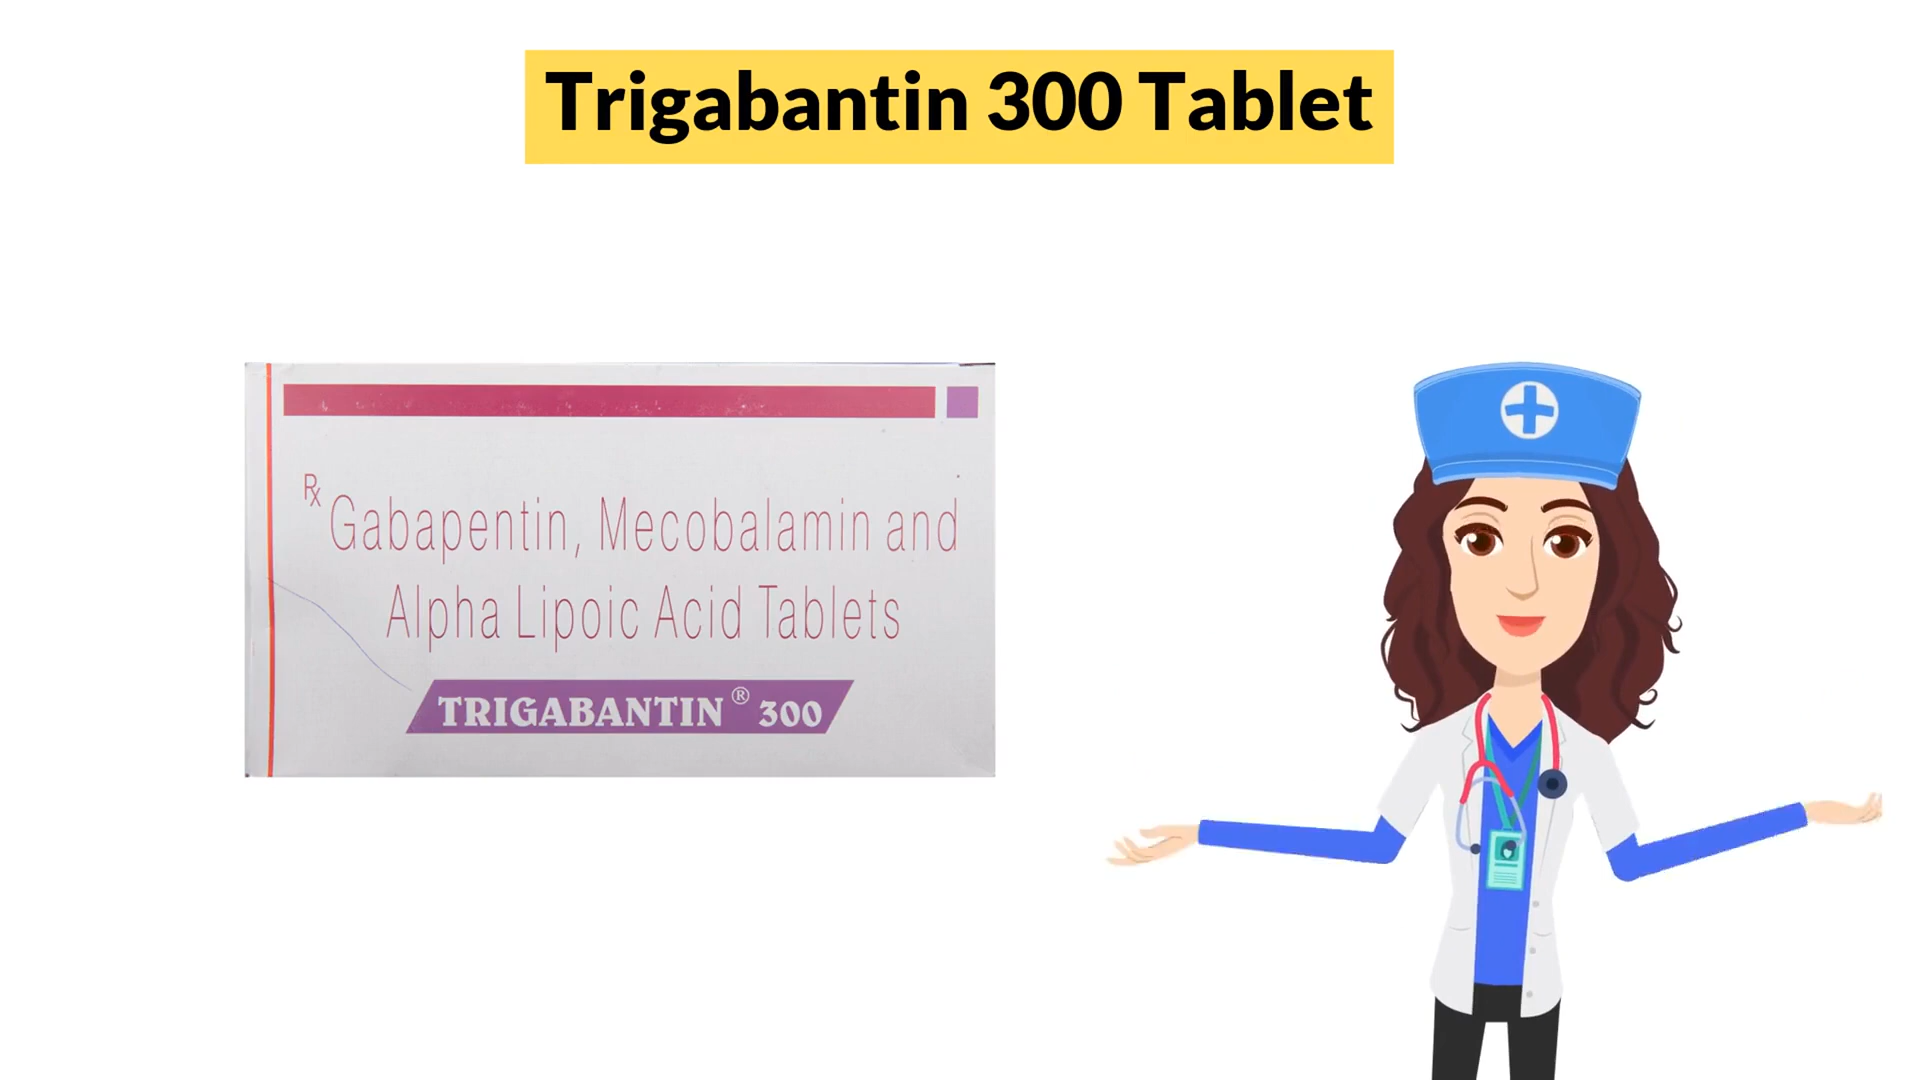 Trigabantin 300 Tablet
Rx Gabapentin, Mecobalamin and
Alpha Lipoic Acid Tablets
TRIGABANTIN® 300